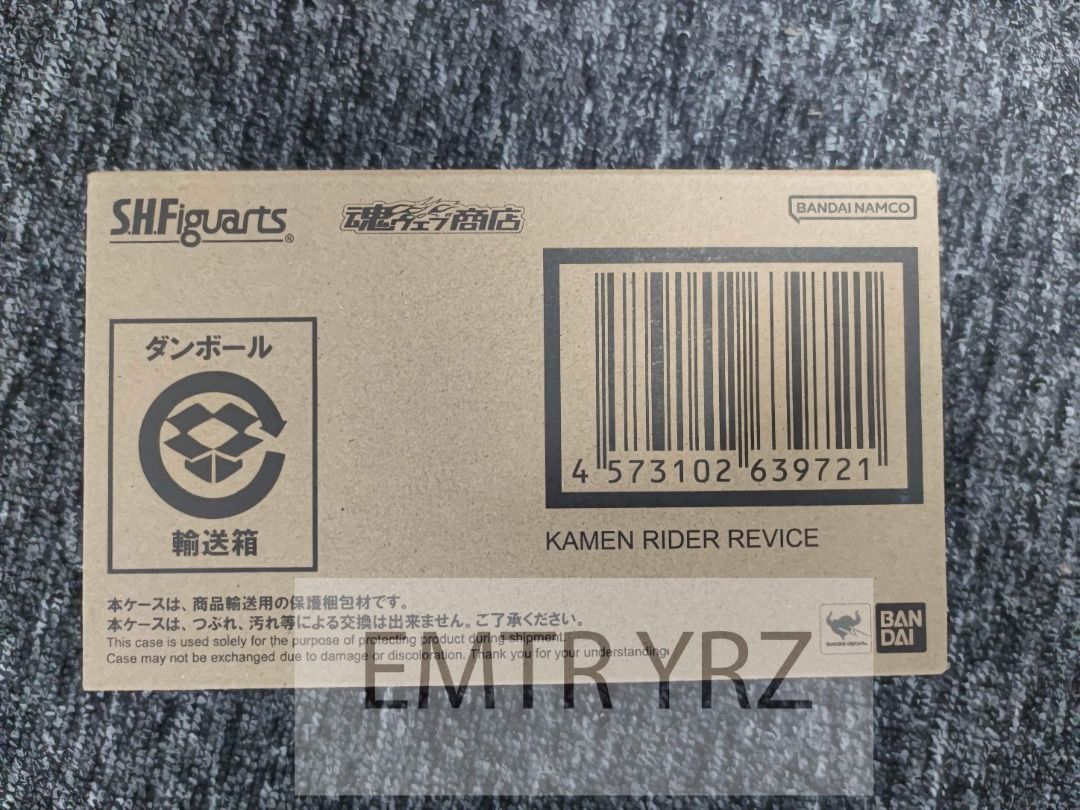 S.H.Figuarts®
魂ウェブ商店
BANDAI NAMCO
ダンボール
輸送箱
4 573102 639721
KAMEN RIDER REVICE
本ケースは、商品輸送用の保護梱包材です。
本ケースは、つぶれ、汚れ等による交換は出来ません。ご了承ください。
This case is used solely for the purpose of protecting product during shipment.
Case may not be exchanged due to damage or discoloration. Thank you for your understanding.
BAN
DAI
EMIR YRZ